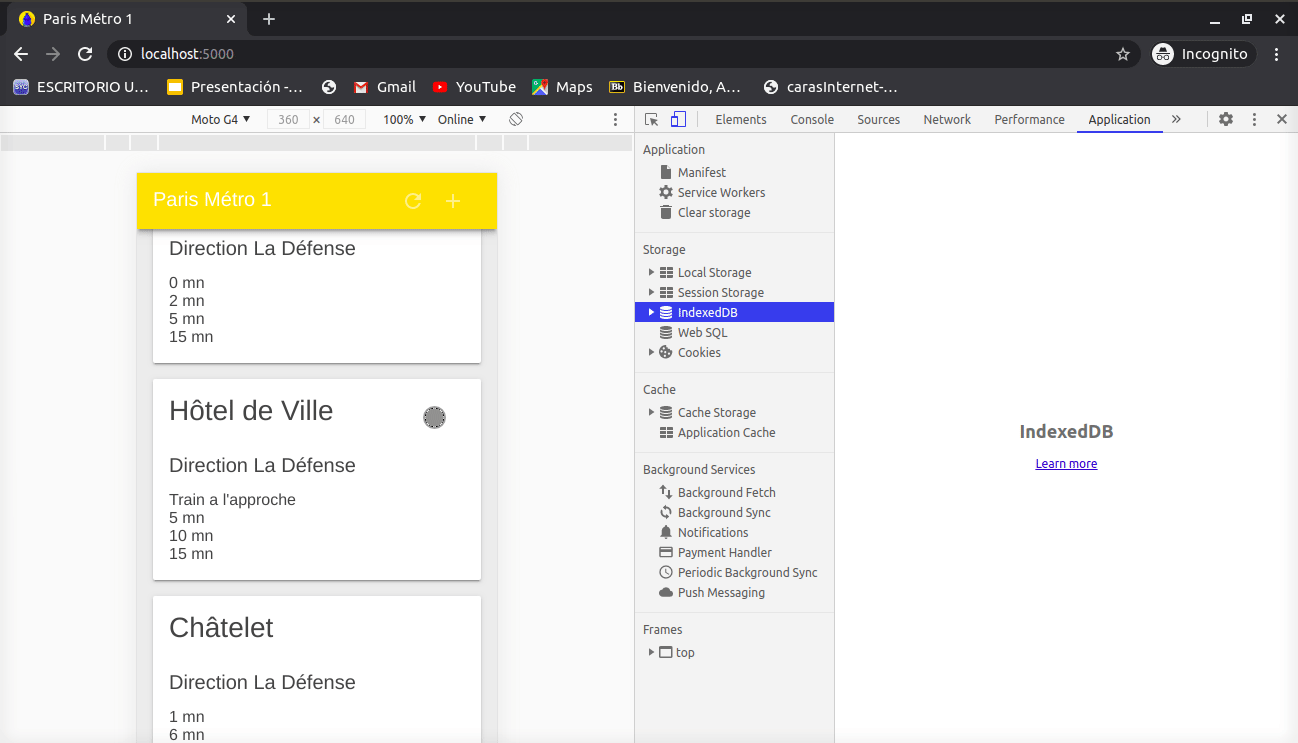 Paris Métro 1
localhost:5000
Incognito
ESCRITORIO U... Presentación -... Gmail YouTube Maps Bienvenido, A... carasInternet-...
Moto G4 360 x 640 100% Online
Elements Console Sources Network Performance Application
Paris Métro 1
Direction La Défense
0 mn
2 mn
5 mn
15 mn
Hôtel de Ville
Direction La Défense
Train a l'approche
5 mn
10 mn
15 mn
Châtelet
Direction La Défense
1 mn
6 mn
Application
Manifest
Service Workers
Clear storage
Storage
Local Storage
Session Storage
IndexedDB
Web SQL
Cookies
Cache
Cache Storage
Application Cache
Background Services
Background Fetch
Background Sync
Notifications
Payment Handler
Periodic Background Sync
Push Messaging
Frames
top
IndexedDB
Learn more